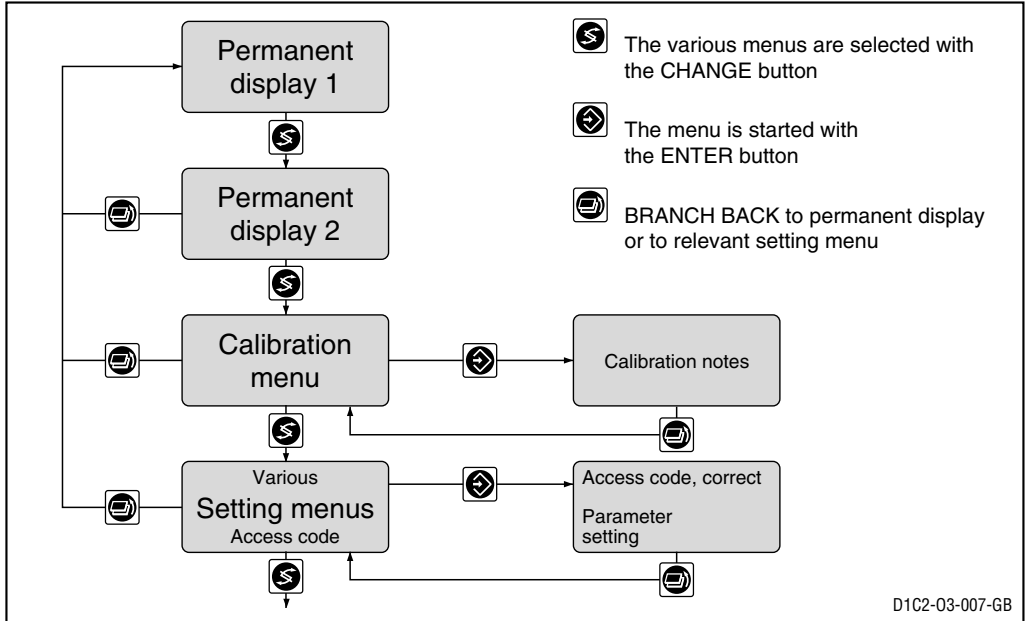 Permanent
display 1
Permanent
display 2
Calibration
menu
Various
Setting menus
Access code
Calibration notes
Access code, correct
Parameter
setting
The various menus are selected with
the CHANGE button
The menu is started with
the ENTER button
BRANCH BACK to permanent display
or to relevant setting menu
D1C2-O3-007-GB